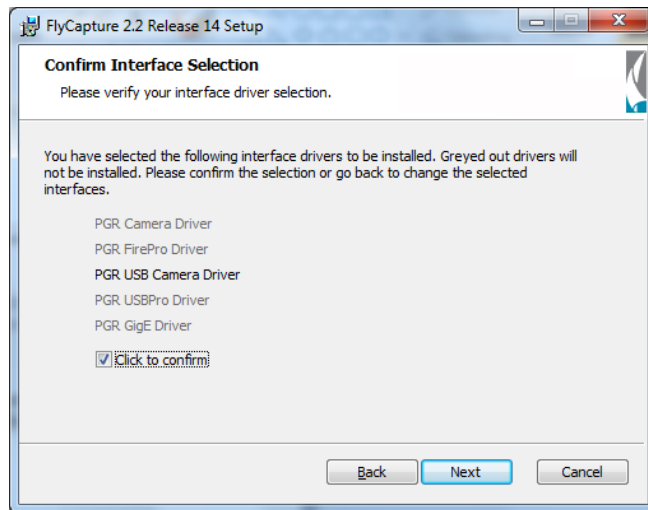 FlyCapture 2.2 Release 14 Setup
Confirm Interface Selection
Please verify your interface driver selection.
You have selected the following interface drivers to be installed. Greyed out drivers will
not be installed. Please confirm the selection or go back to change the selected
interfaces.
PGR Camera Driver
PGR FirePro Driver
PGR USB Camera Driver
PGR USBPro Driver
PGR GigE Driver
Click to confirm
Back
Next
Cancel